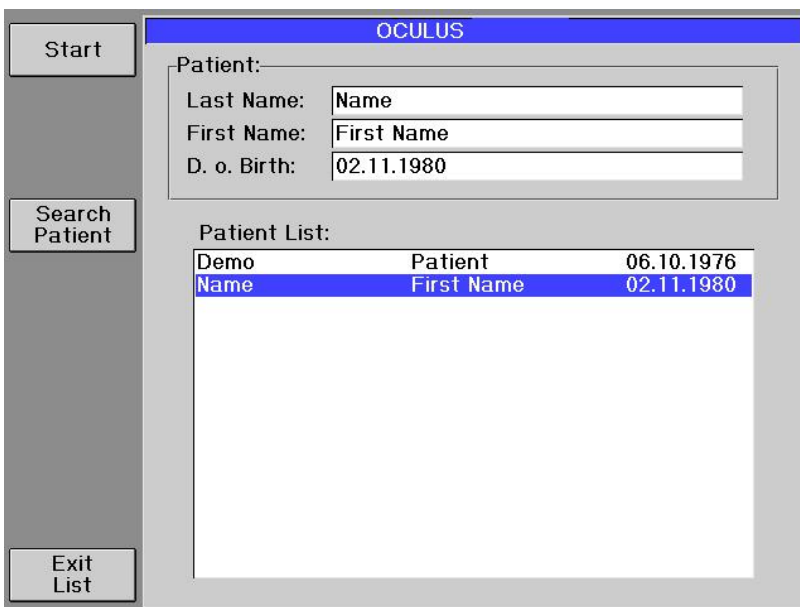 OCULUS
Start
Patient:
Last Name: Name
First Name: First Name
D. o. Birth: 02.11.1980
Search
Patient
Patient List:
Demo Patient 06.10.1976
Name First Name 02.11.1980
Exit
List